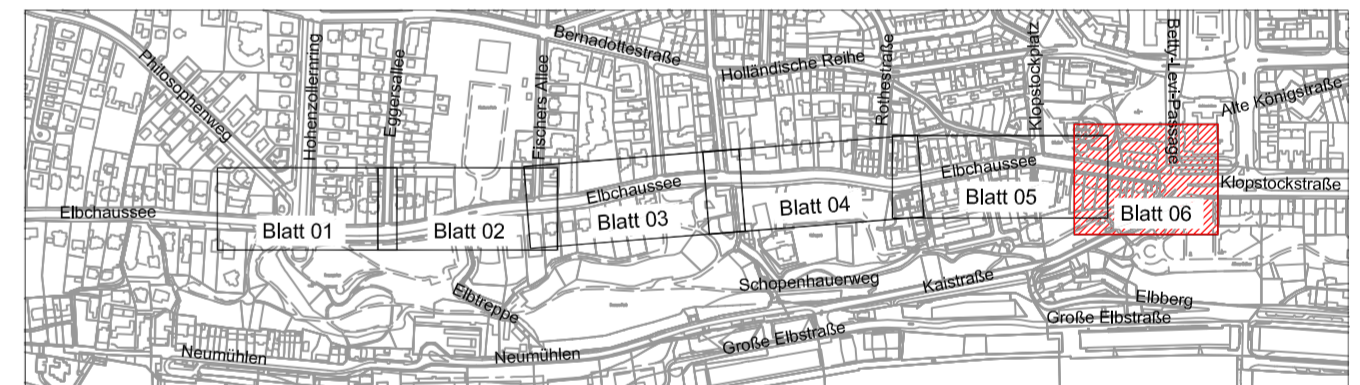 Philosophenweg
Hohenzollernring
Eggersallee
Fischers Allee
Bernadottestraße
Holländische Reihe
Rothestraße
Klopstockplatz
Betty-Levi-Passage
Alte Königstraße
Elbchaussee
Elbchaussee
Elbchaussee
Klopstockstraße
Blatt 01
Blatt 02
Blatt 03
Blatt 04
Blatt 05
Blatt 06
Elbtreppe
Schopenhauerweg
Kaistraße
Elbberg
Große Elbstraße
Große Elbstraße
Neumühlen
Neumühlen